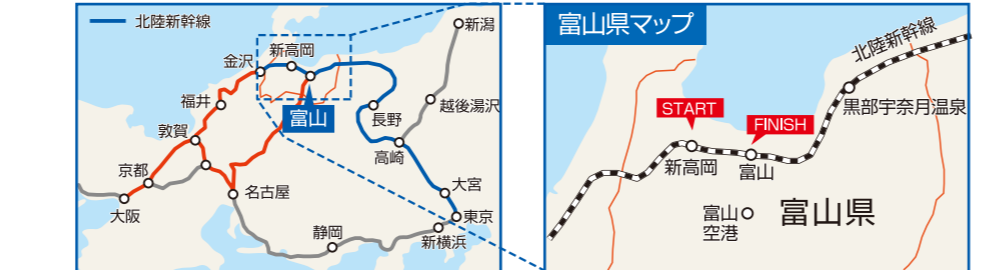 北陸新幹線
新潟
新高岡
金沢
富山
福井
長野
越後湯沢
敦賀
高崎
京都
大阪
名古屋
大宮
東京
静岡
新横浜
富山県マップ
北陸新幹線
START
FINISH
黒部宇奈月温泉
新高岡
富山
富山
空港
富山県